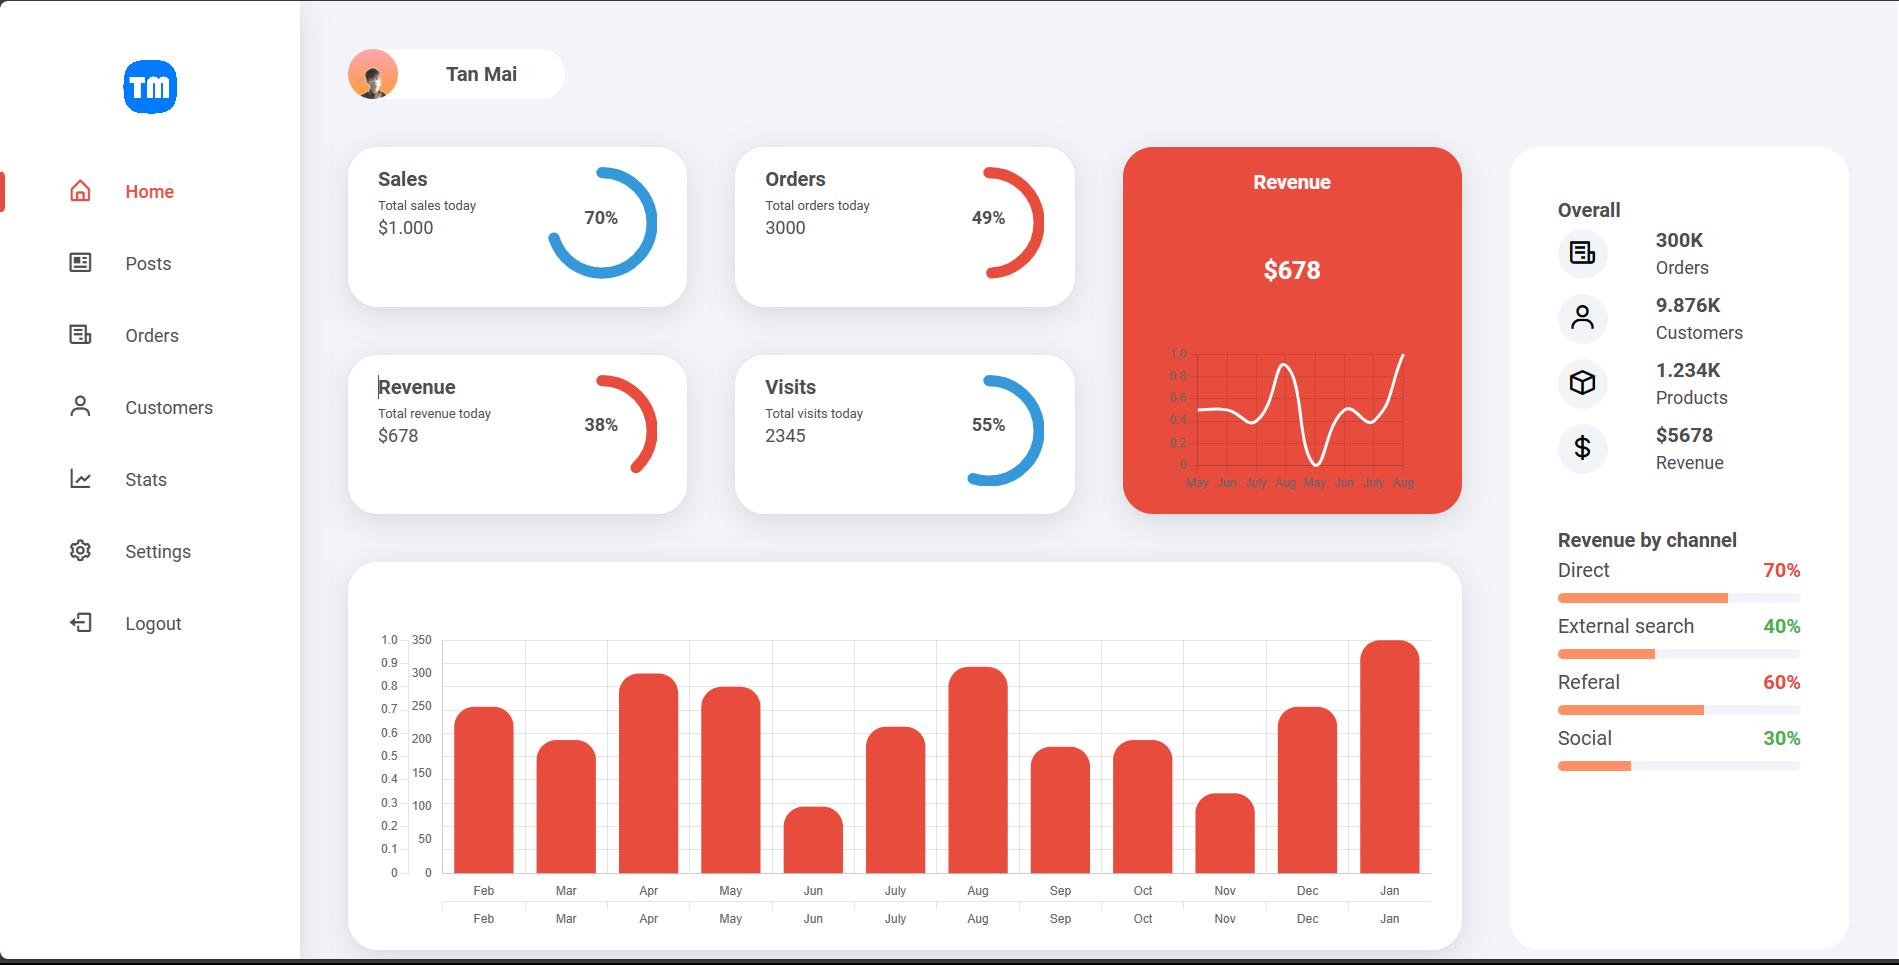 TM
Home
Posts
Orders
Customers
Stats
Settings
Logout
Tan Mai
Sales
Total sales today
$1.000
70%
Orders
Total orders today
3000
49%
Revenue
Total revenue today
$678
38%
Visits
Total visits today
2345
55%
Revenue
$678
1.0
0.8
0.6
0.4
0.2
0
May Jun July Aug May Jun July Aug
1.0 350
0.9
300
0.8
250
0.7
0.6 200
0.5
150
0.4
0.3 100
0.2
50
0.1
0 0
Feb Mar Apr May Jun July Aug Sep Oct Nov Dec Jan
Feb Mar Apr May Jun July Aug Sep Oct Nov Dec Jan
Overall
300K
Orders
9.876K
Customers
1.234K
Products
$5678
Revenue
Revenue by channel
Direct 70%
External search 40%
Referal 60%
Social 30%